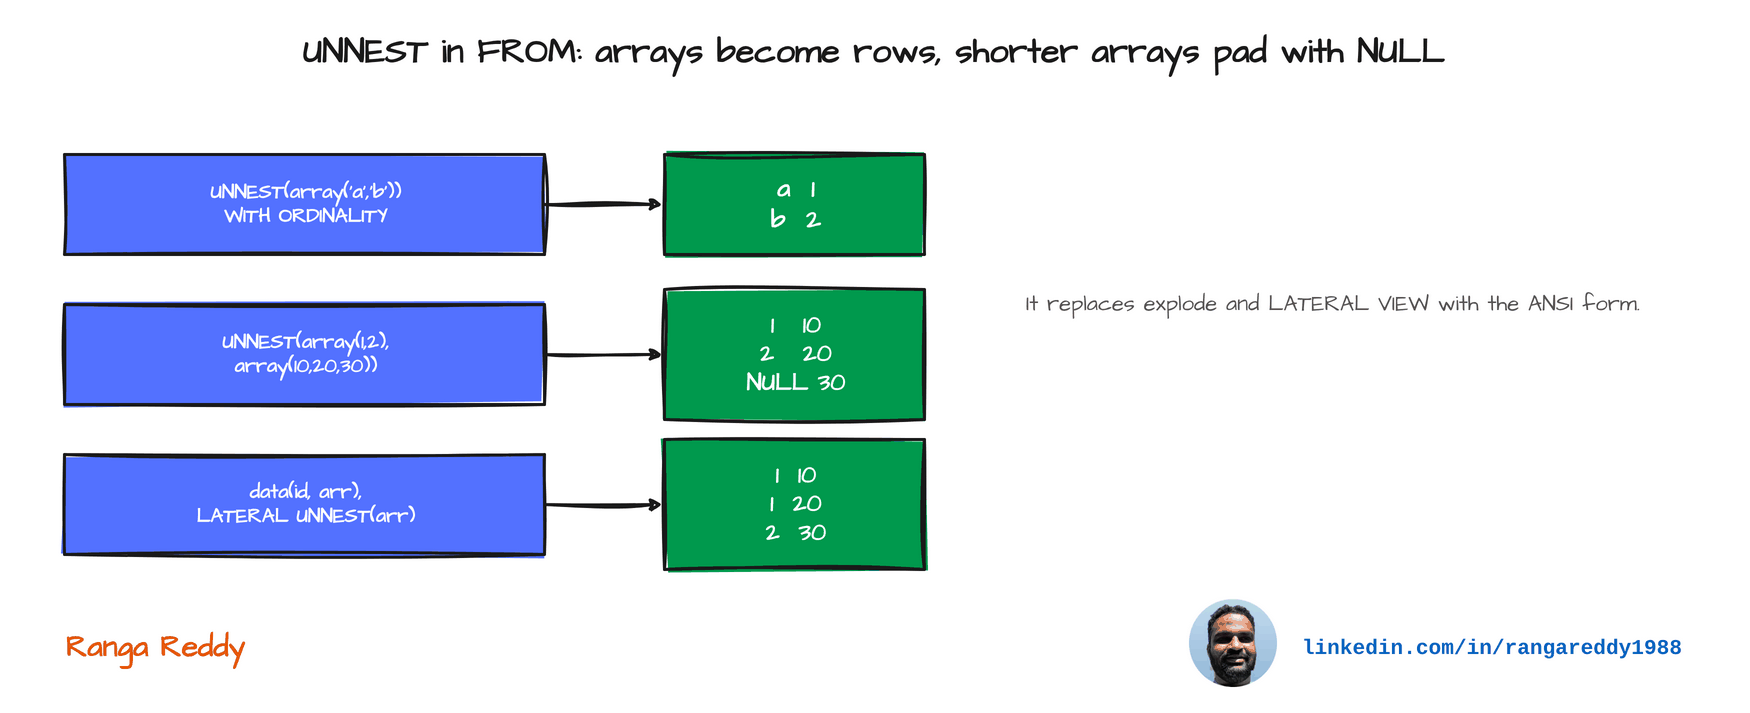 UNNEST in FROM: arrays become rows, shorter arrays pad with NULL
UNNEST(array('a','b'))
WITH ORDINALITY
a 1
b 2
UNNEST(array(1,2),
array(10,20,30))
1 10
2 20
NULL 30
It replaces explode and LATERAL VIEW with the ANSI form.
data(id, arr),
LATERAL UNNEST(arr)
1 10
1 20
2 30
Ranga Reddy
linkedin.com/in/rangareddy1988